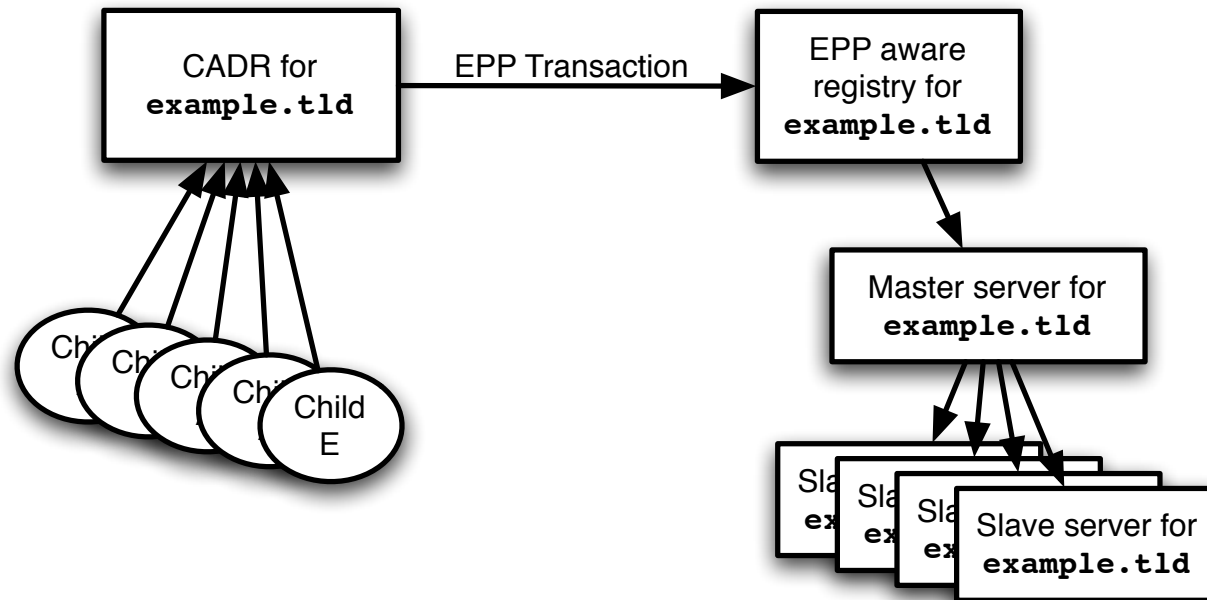 CADR for
example.tld
EPP Transaction
EPP aware
registry for
example.tld
Master server for
example.tld
Child
E
Slave server for
example.tld